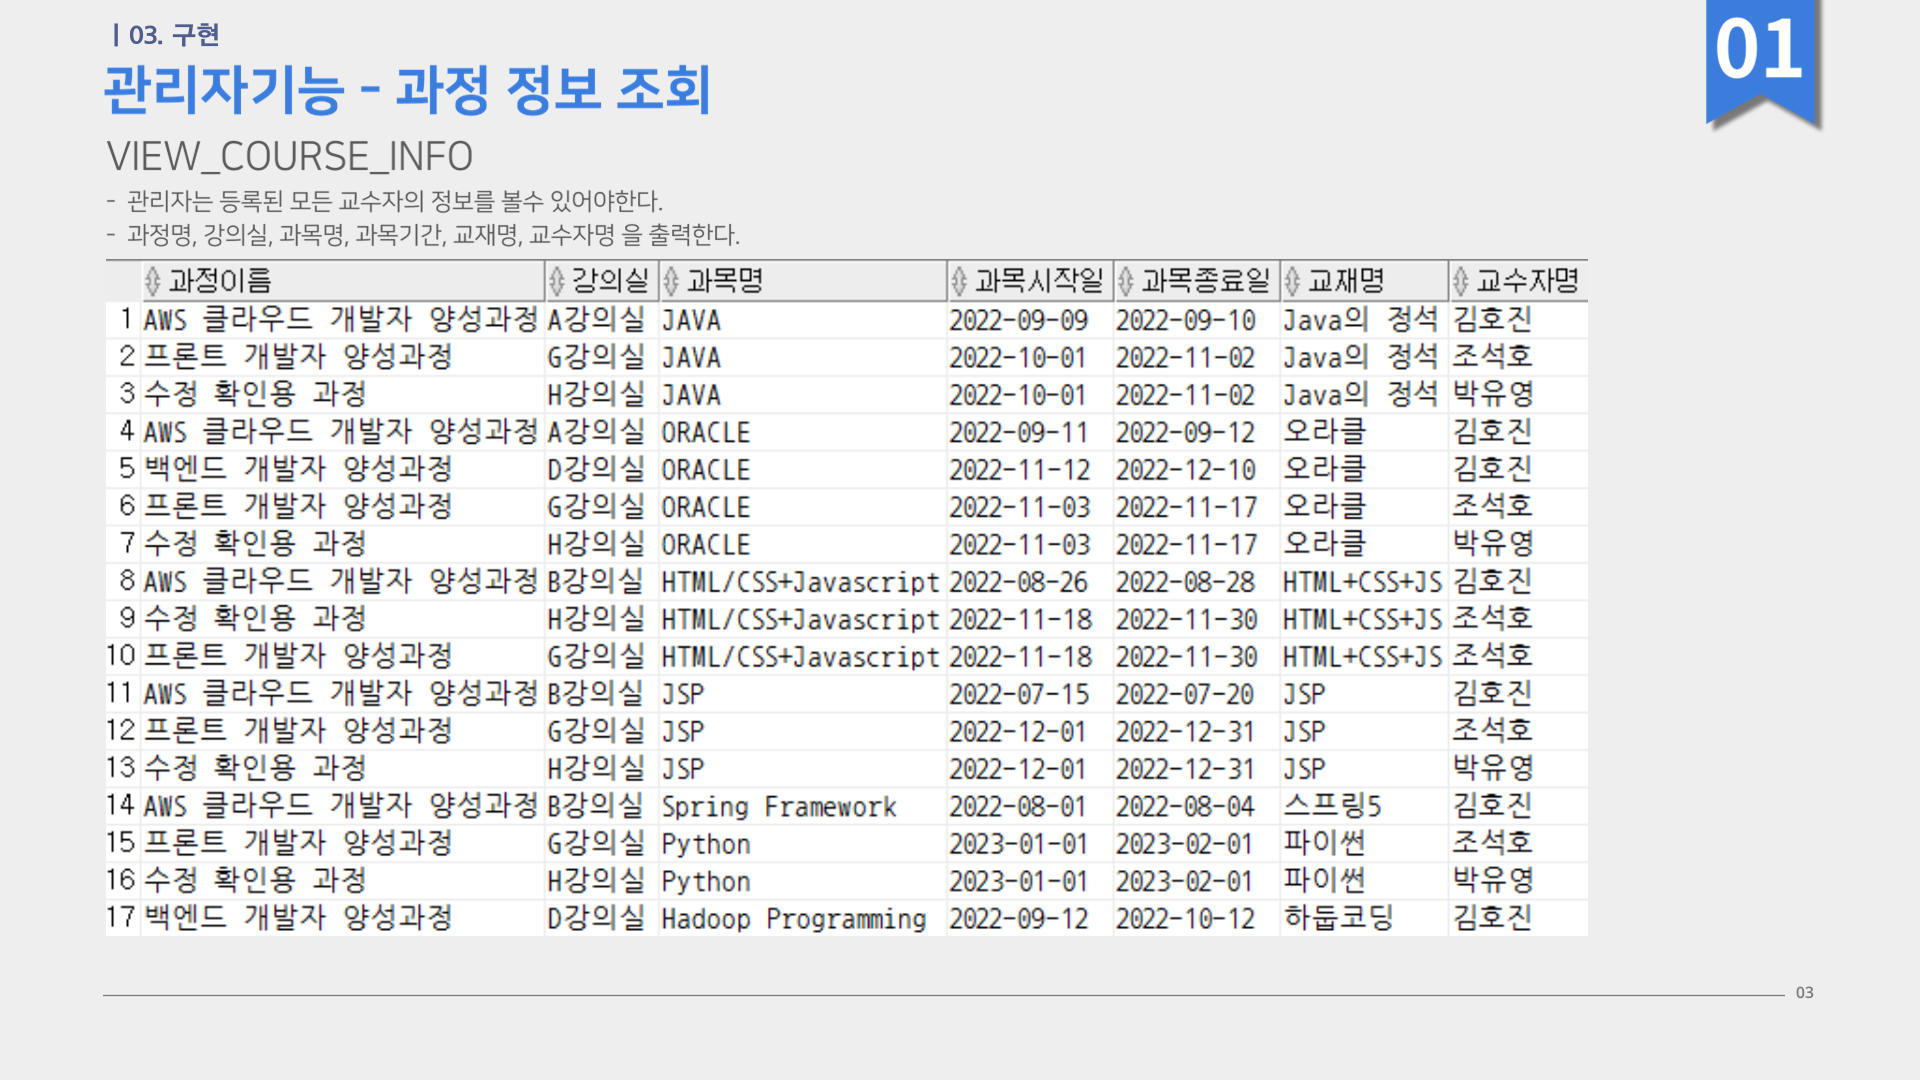 | 03. 구현
01
관리자기능 - 과정 정보 조회
VIEW_COURSE_INFO
- 관리자는 등록된 모든 교수자의 정보를 볼수 있어야한다.
- 과정명, 강의실, 과목명, 과목기간, 교재명, 교수자명 을 출력한다.
과정이름 강의실 과목명 과목시작일 과목종료일 교재명 교수자명
1 AWS 클라우드 개발자 양성과정 A강의실 JAVA 2022-09-09 2022-09-10 Java의 정석 김호진
2 프론트 개발자 양성과정 G강의실 JAVA 2022-10-01 2022-11-02 Java의 정석 조석호
3 수정 확인용 과정 H강의실 JAVA 2022-10-01 2022-11-02 Java의 정석 박유영
4 AWS 클라우드 개발자 양성과정 A강의실 ORACLE 2022-09-11 2022-09-12 오라클 김호진
5 백엔드 개발자 양성과정 D강의실 ORACLE 2022-11-12 2022-12-10 오라클 김호진
6 프론트 개발자 양성과정 G강의실 ORACLE 2022-11-03 2022-11-17 오라클 조석호
7 수정 확인용 과정 H강의실 ORACLE 2022-11-03 2022-11-17 오라클 박유영
8 AWS 클라우드 개발자 양성과정 B강의실 HTML/CSS+Javascript 2022-08-26 2022-08-28 HTML+CSS+JS 김호진
9 수정 확인용 과정 H강의실 HTML/CSS+Javascript 2022-11-18 2022-11-30 HTML+CSS+JS 조석호
10 프론트 개발자 양성과정 G강의실 HTML/CSS+Javascript 2022-11-18 2022-11-30 HTML+CSS+JS 조석호
11 AWS 클라우드 개발자 양성과정 B강의실 JSP 2022-07-15 2022-07-20 JSP 김호진
12 프론트 개발자 양성과정 G강의실 JSP 2022-12-01 2022-12-31 JSP 조석호
13 수정 확인용 과정 H강의실 JSP 2022-12-01 2022-12-31 JSP 박유영
14 AWS 클라우드 개발자 양성과정 B강의실 Spring Framework 2022-08-01 2022-08-04 스프링5 김호진
15 프론트 개발자 양성과정 G강의실 Python 2023-01-01 2023-02-01 파이썬 조석호
16 수정 확인용 과정 H강의실 Python 2023-01-01 2023-02-01 파이썬 박유영
17 백엔드 개발자 양성과정 D강의실 Hadoop Programming 2022-09-12 2022-10-12 하둡코딩 김호진
03